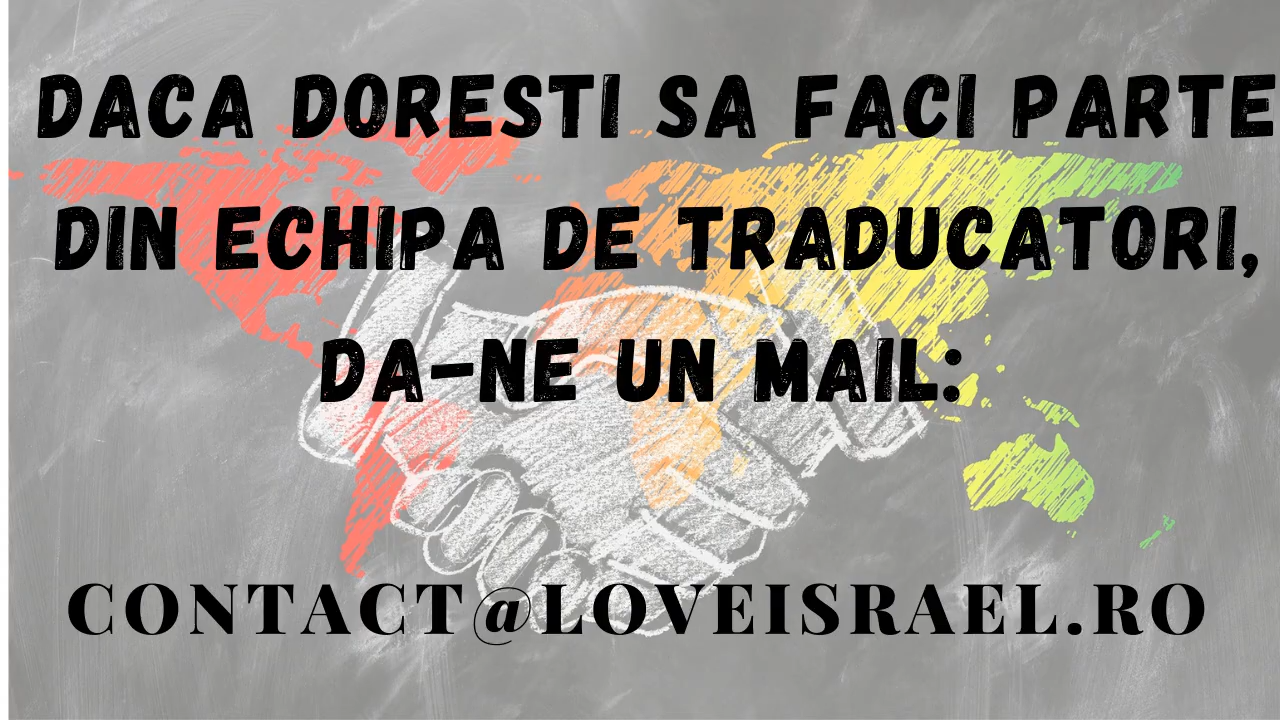 DACA DORESTI SA FACI PARTE
DIN ECHIPA DE TRADUCATORI,
DA-NE UN MAIL:
CONTACT@LOVEISRAEL.RO